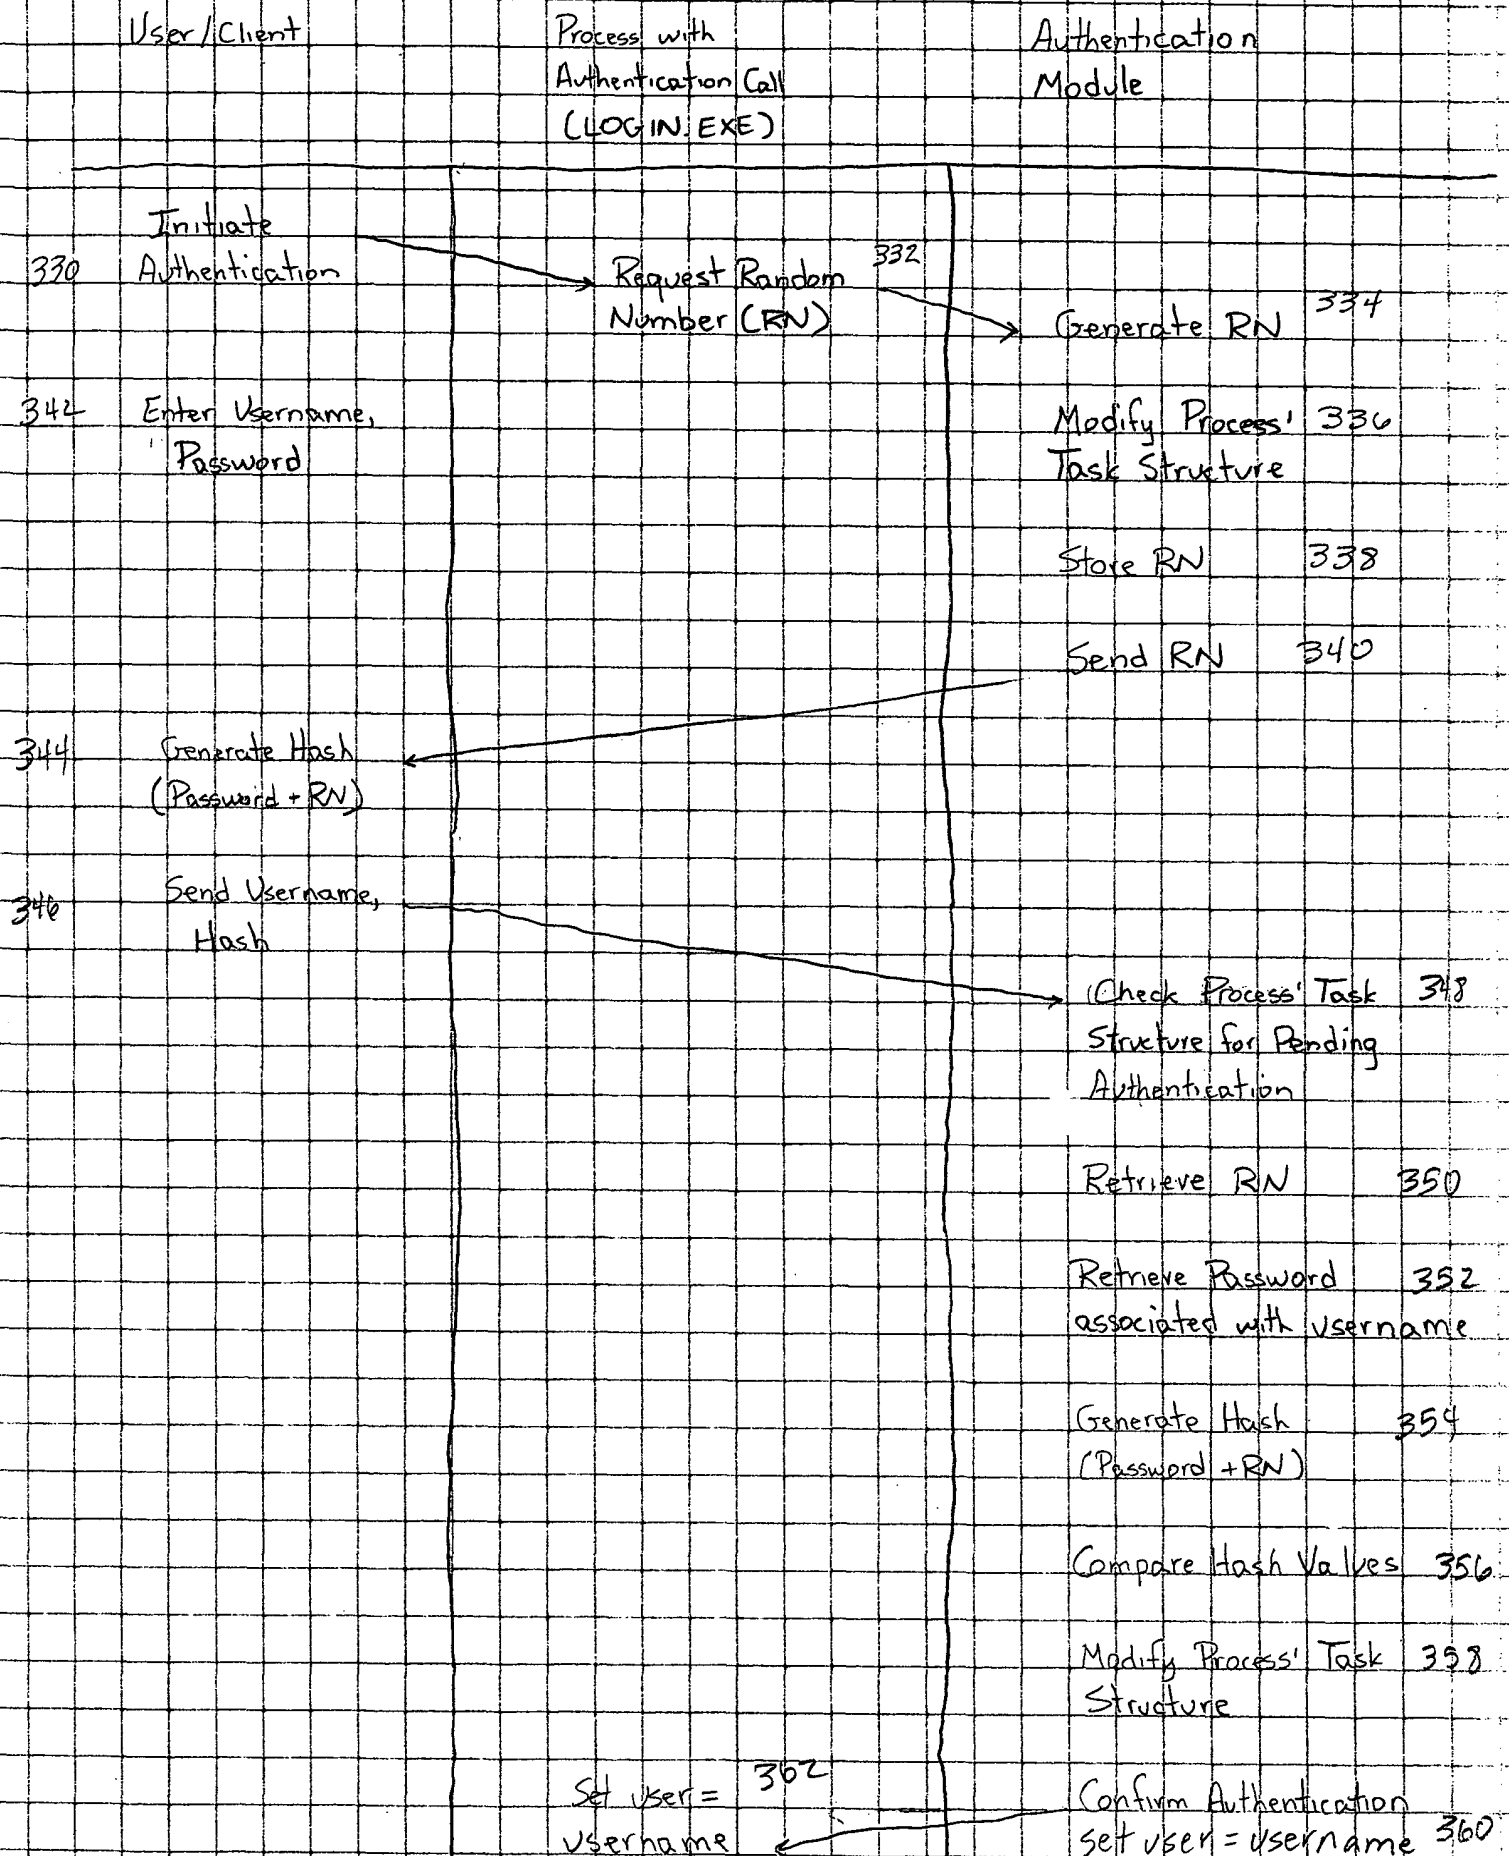 User/Client
Process with
Authentication Call
(LOGIN.EXE)
Authentication
Module
Initiate
330 Authentication
Request Random 332
Number (RN)
Generate RN 334
342 Enter Username,
Password
Modify Process' 336
Task Structure
Store RN 338
Send RN 340
344 Generate Hash
(Password + RN)
346 Send Username,
Hash
Check Process' Task 348
Structure for Pending
Authentication
Retrieve RN 350
Retrieve Password 352
associated with username
Generate Hash 354
(Password + RN)
Compare Hash Values 356
Modify Process' Task 358
Structure
Set user = 362
username
Confirm Authentication
set user = username 360